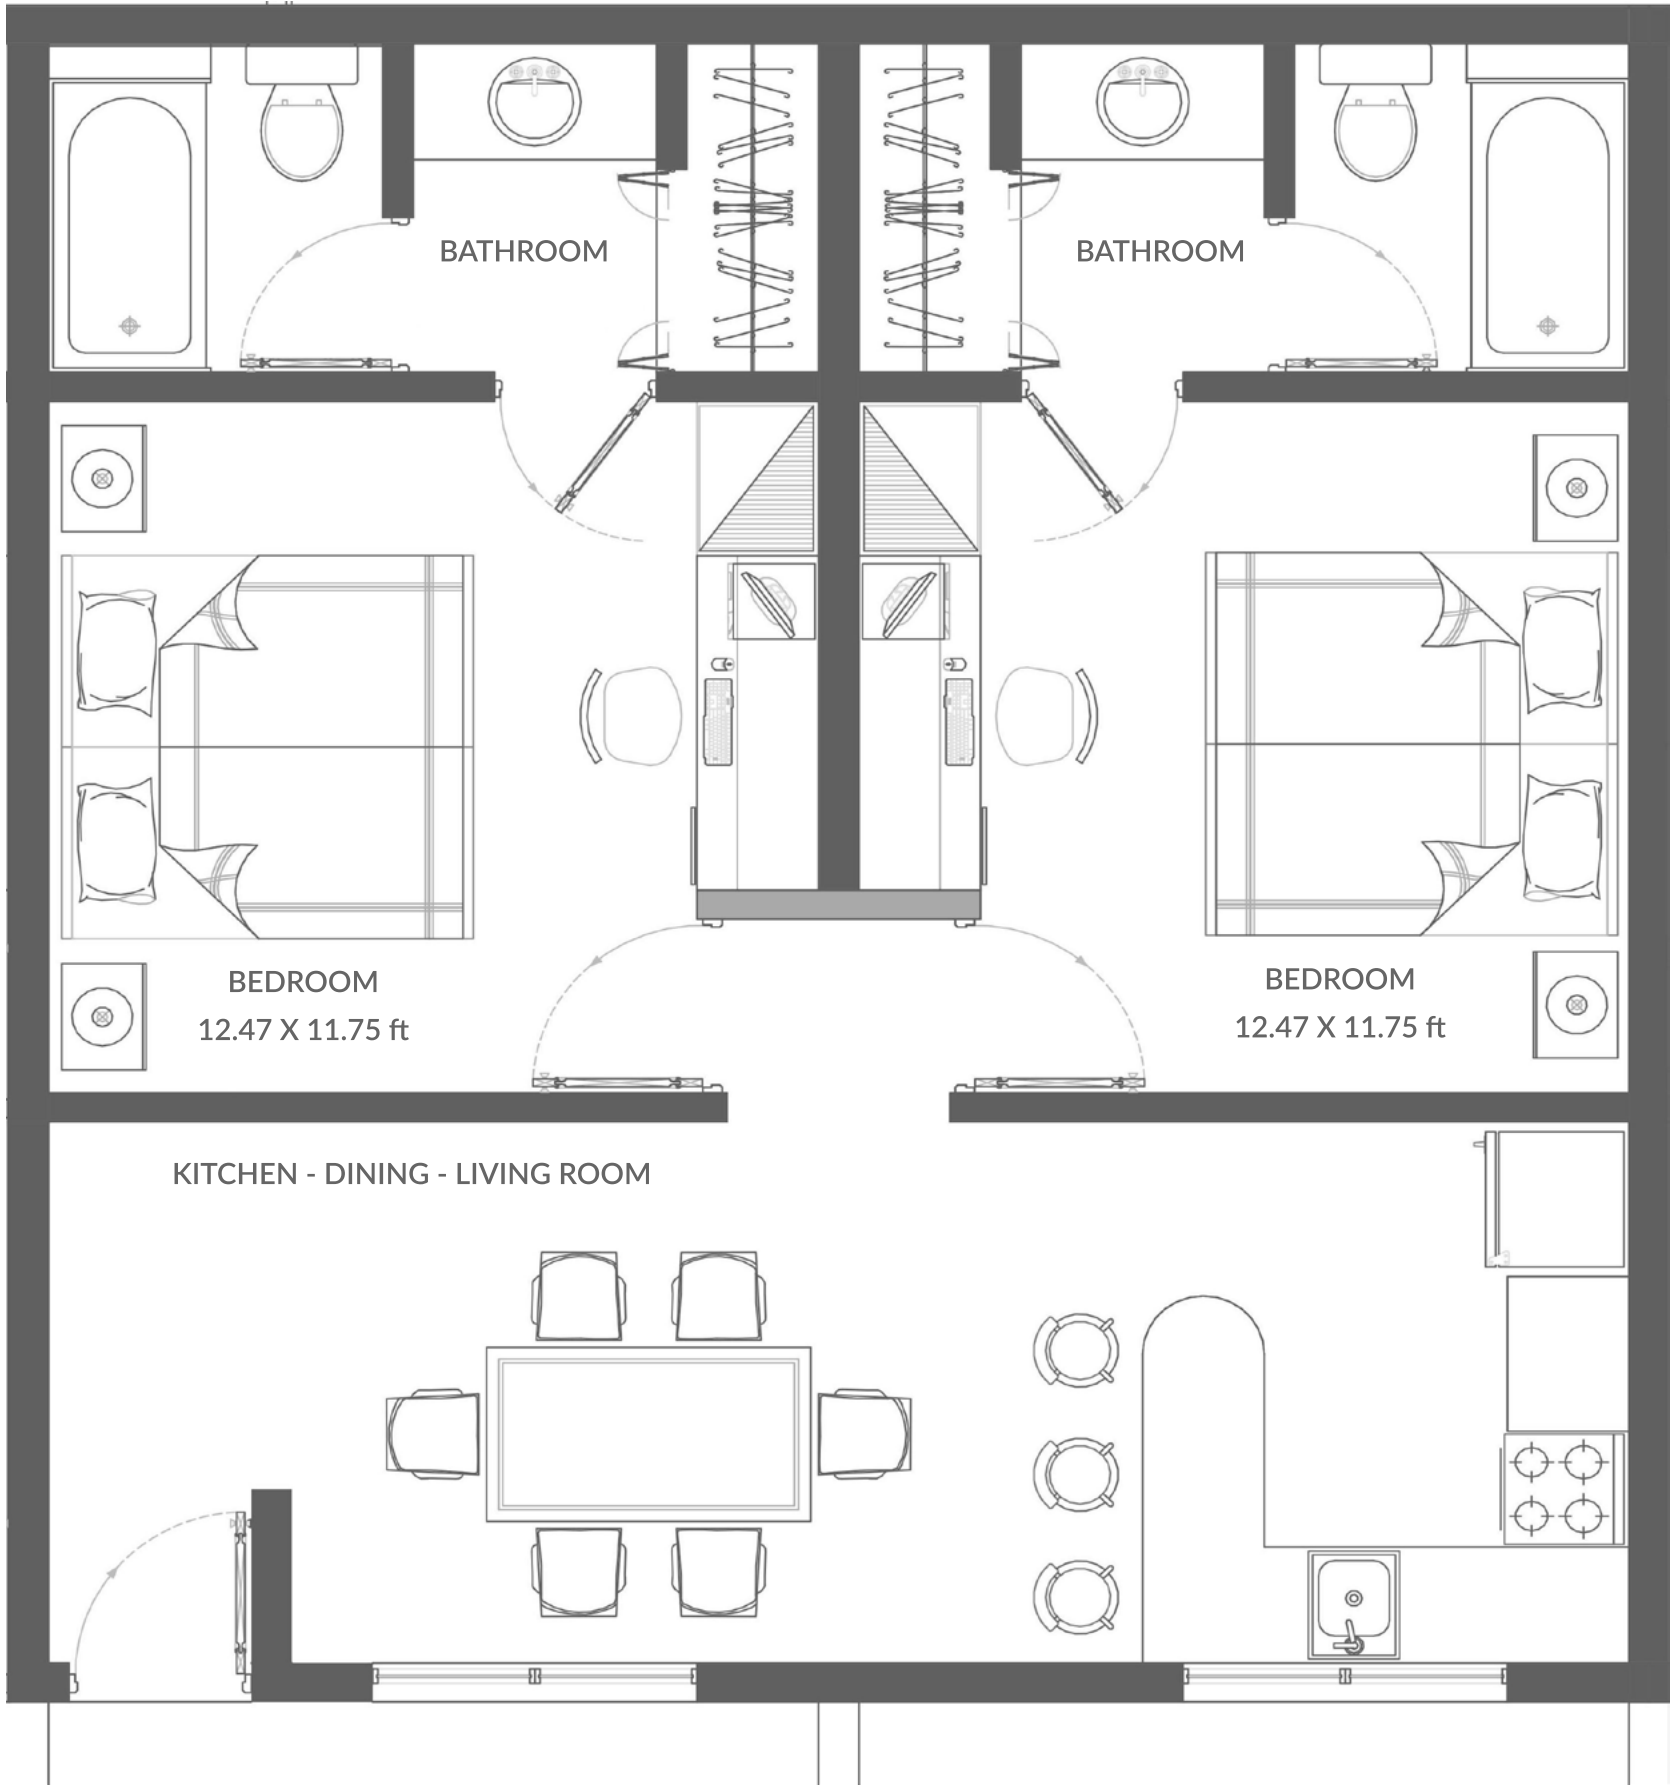 BATHROOM
BATHROOM
BEDROOM
12.47 X 11.75 ft
BEDROOM
12.47 X 11.75 ft
KITCHEN - DINING - LIVING ROOM